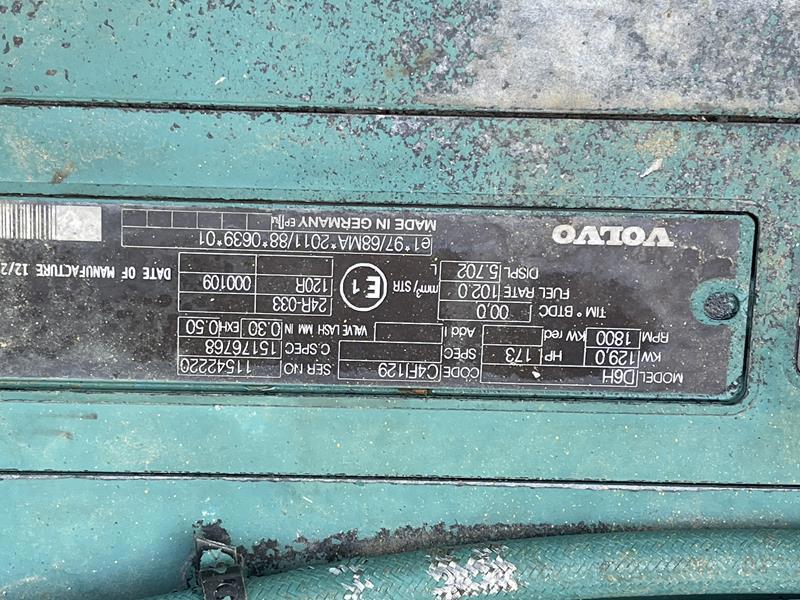 MODEL D6H CODE C4FI129 SER NO 11542220
KW 129.0 HP 173 SPEC C.SPEC 15176768
RPM 1800 KW red Add I VALVE LASH MM IN 0.30 EXH 0.50
TIM ° BTDC 00.0 24R-033
FUEL RATE 102.0 mm³/STR E1 120R 000109 DATE OF MANUFACTURE 12/2
DISPL 5.702 L
e1*97/68MA*2011/88*0639*01
VOLVO MADE IN GERMANY